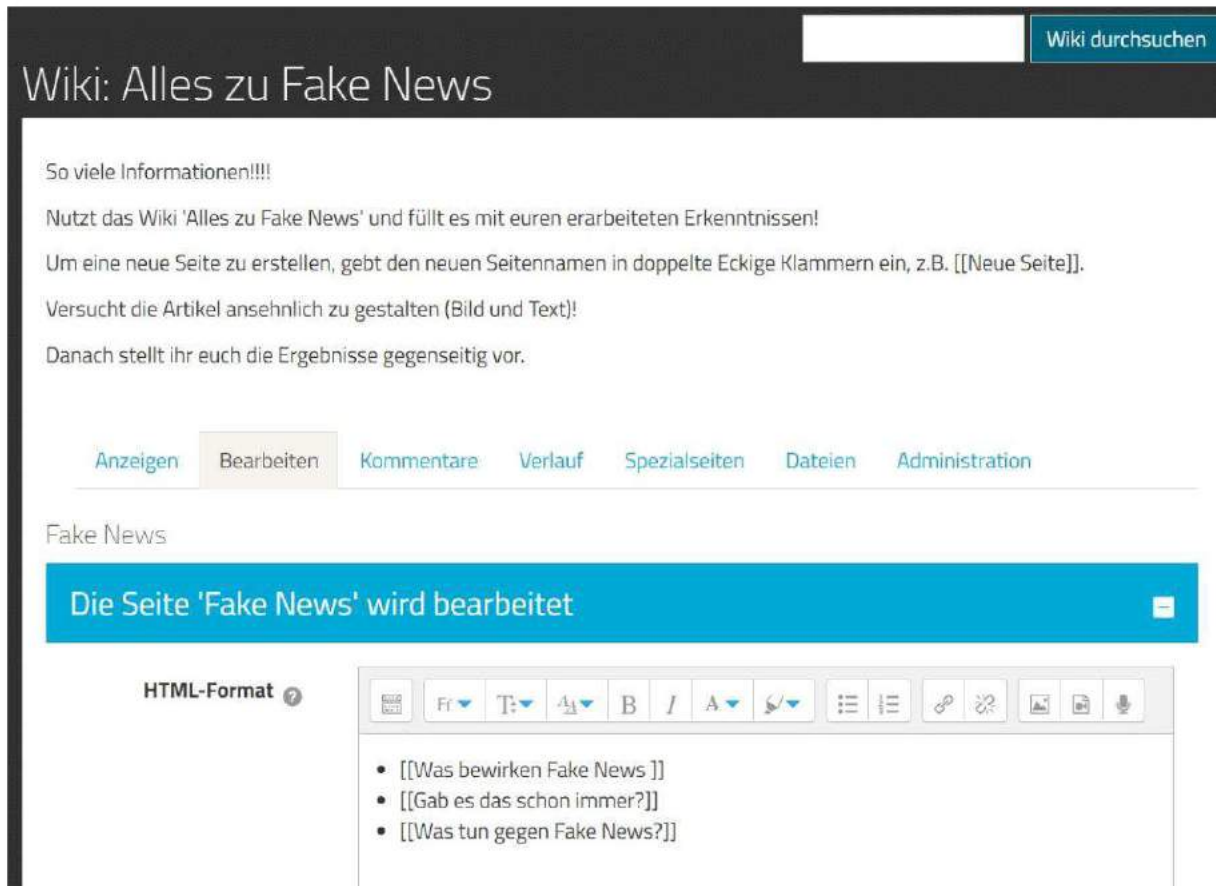 Wiki durchsuchen
Wiki: Alles zu Fake News
So viele Informationen!!!!
Nutzt das Wiki 'Alles zu Fake News' und füllt es mit euren erarbeiteten Erkenntnissen!
Um eine neue Seite zu erstellen, gebt den neuen Seitennamen in doppelte Eckige Klammern ein, z.B. [[Neue Seite]].
Versucht die Artikel ansehnlich zu gestalten (Bild und Text)!
Danach stellt ihr euch die Ergebnisse gegenseitig vor.
Anzeigen Bearbeiten Kommentare Verlauf Spezialseiten Dateien Administration
Fake News
Die Seite 'Fake News' wird bearbeitet
HTML-Format
• [[Was bewirken Fake News ]]
• [[Gab es das schon immer?]]
• [[Was tun gegen Fake News?]]